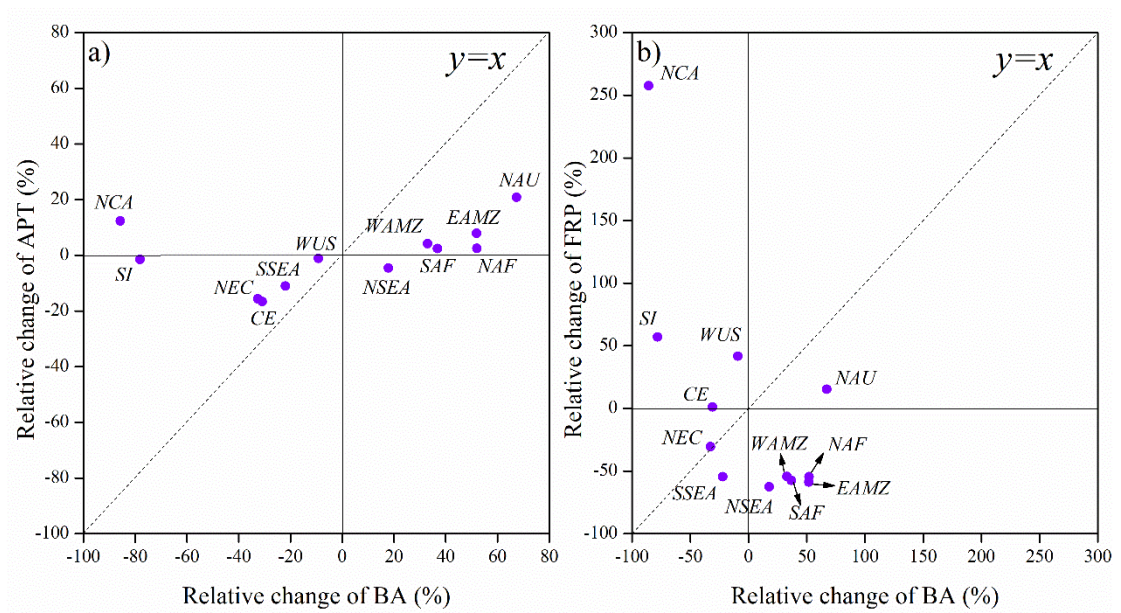 a)
y=x
80
60
40
20
0
-20
-40
-60
-80
-100
Relative change of APT (%)
NCA
SI
NEC
CE
SSEA
WUS
WAMZ
NSEA
SAF
EAMZ
NAF
NAU
-100
-80
-60
-40
-20
0
20
40
60
80
Relative change of BA (%)
b)
y=x
300
250
200
150
100
50
0
-50
-100
Relative change of FRP (%)
NCA
SI
WUS
CE
NAU
NEC
WAMZ
NAF
SSEA
NSEA
EAMZ
SAF
-100
-50
0
50
100
150
200
250
300
Relative change of BA (%)